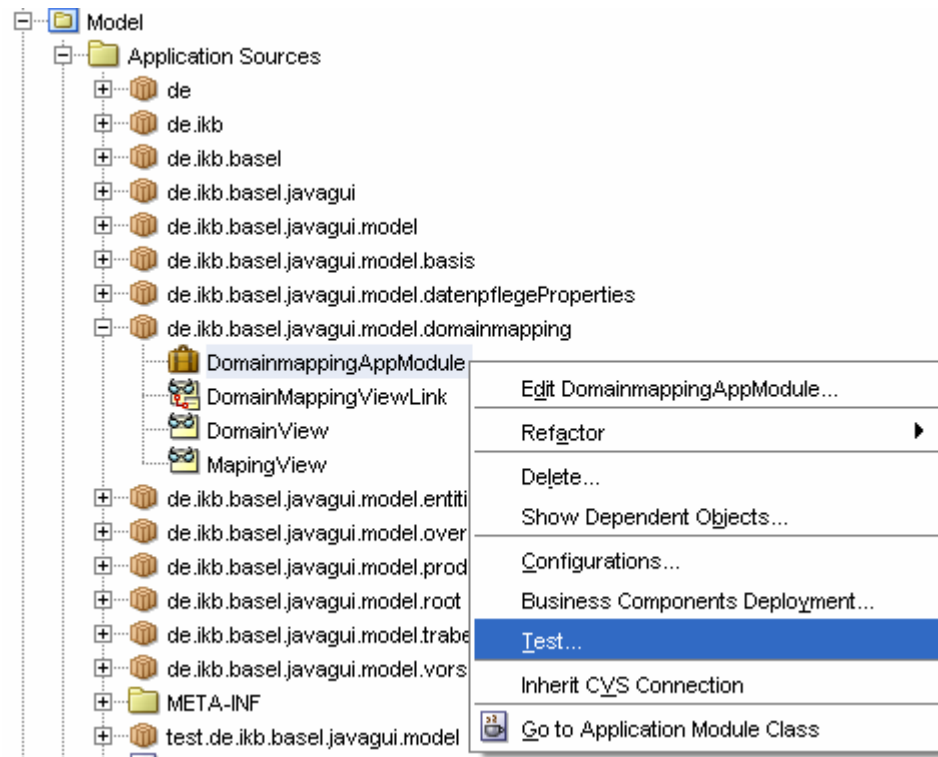 Model
Application Sources
de
de.ikb
de.ikb.basel
de.ikb.basel.javagui
de.ikb.basel.javagui.model
de.ikb.basel.javagui.model.basis
de.ikb.basel.javagui.model.datenpflegeProperties
de.ikb.basel.javagui.model.domainmapping
DomainmappingAppModule
DomainMappingViewLink
DomainView
MapingView
de.ikb.basel.javagui.model.entiti
de.ikb.basel.javagui.model.over
de.ikb.basel.javagui.model.prod
de.ikb.basel.javagui.model.root
de.ikb.basel.javagui.model.trabe
de.ikb.basel.javagui.model.vors
META-INF
test.de.ikb.basel.javagui.model
Edit DomainmappingAppModule...
Refactor
Delete...
Show Dependent Objects...
Configurations...
Business Components Deployment...
Test...
Inherit CVS Connection
Go to Application Module Class